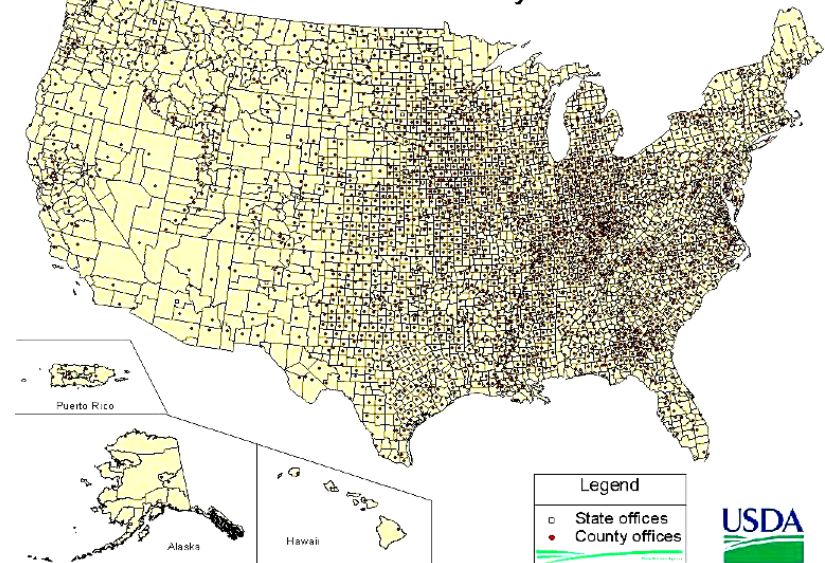 Puerto Rico
Alaska
Hawaii
Legend
State offices
County offices
USDA